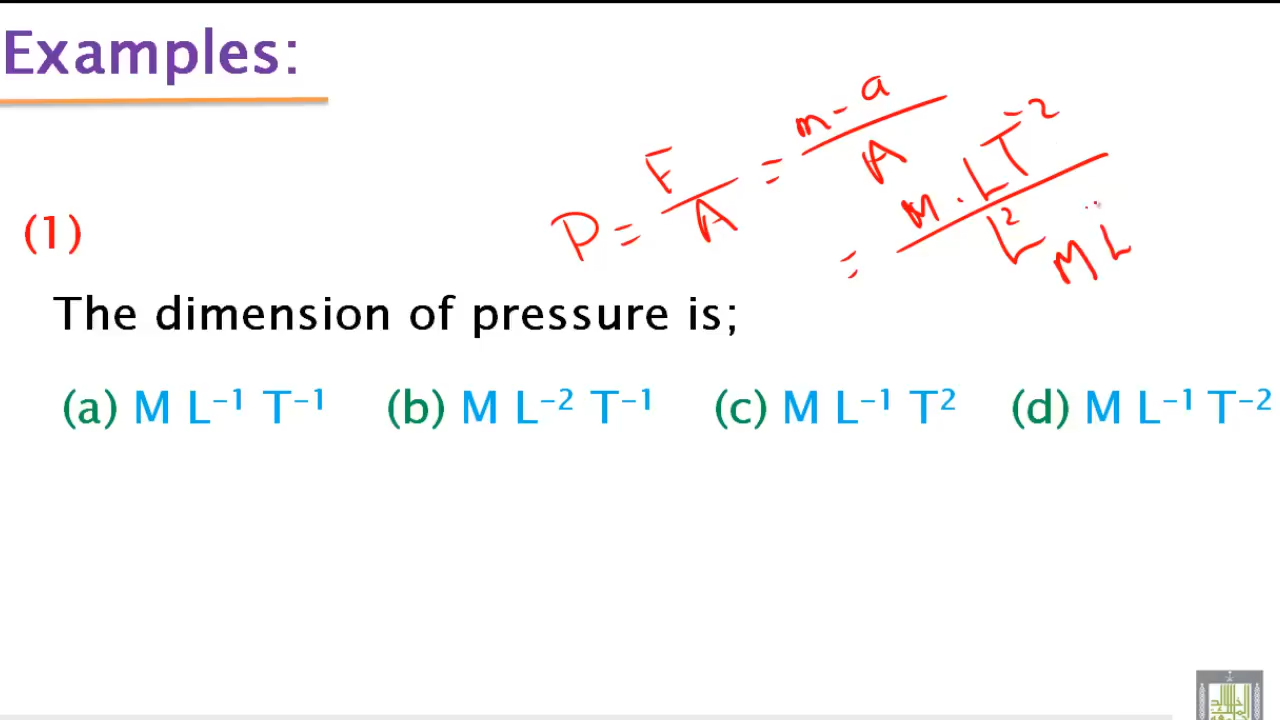 Examples:
P = F/A = m - a/A
= M . LT⁻²/L² ML
(1)
The dimension of pressure is;
(a) M L⁻¹ T⁻¹ (b) M L⁻² T⁻¹ (c) M L⁻¹ T² (d) M L⁻¹ T⁻²